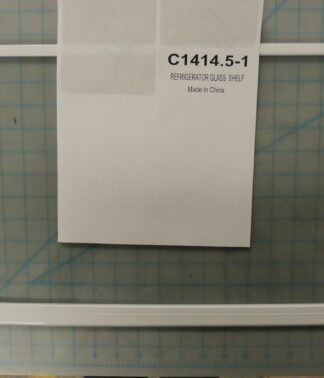 C1414.5-1
REFRIGERATOR GLASS SHELF
Made in China